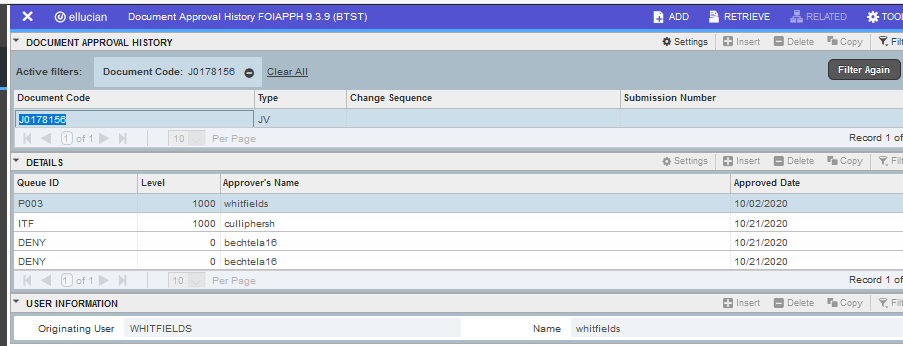 ellucian Document Approval History FOIAPPH 9.3.9 (BTST) ADD RETRIEVE RELATED TOO
DOCUMENT APPROVAL HISTORY Settings Insert Delete Copy Filt
Active filters: Document Code: J0178156 Clear All Filter Again
Document Code Type Change Sequence Submission Number
J0178156 JV
1 of 1 10 Per Page Record 1 of
DETAILS Settings Insert Delete Copy Filt
Queue ID Level Approver's Name Approved Date
P003 1000 whitfields 10/02/2020
ITF 1000 culliphersh 10/21/2020
DENY 0 bechtela16 10/21/2020
DENY 0 bechtela16 10/21/2020
1 of 1 10 Per Page Record 1 of
USER INFORMATION Insert Delete Copy Filt
Originating User WHITFIELDS Name whitfields